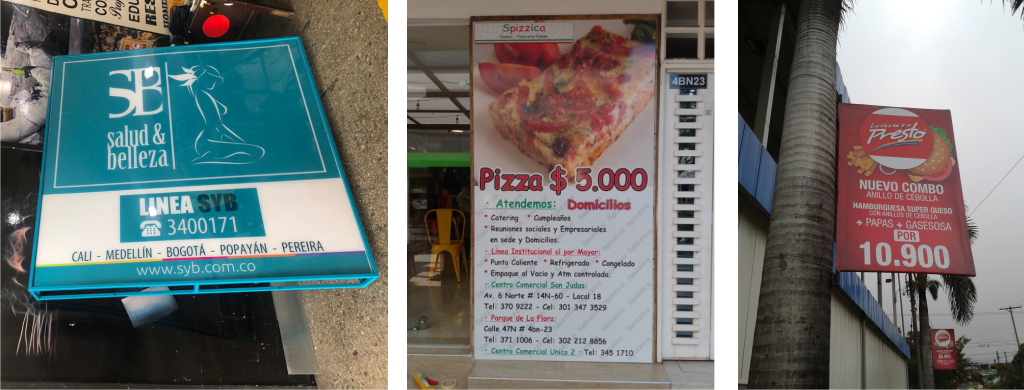 SB
salud &
belleza
LINEA SYB
3400171
CALI - MEDELLÍN - BOGOTÁ - POPAYÁN - PEREIRA
www.syb.com.co
Spizzica
4BN23
Pizza $ 5.000
• Atendemos: Domicilios
* Catering * Cumpleaños
* Reuniones sociales y Empresariales
en sede y Domicilios.
• Línea Institucional al por Mayor:
* Punto Caliente * Refrigerado * Congelado
* Empaque al Vacio y Atm controlada.
• Centro Comercial San Judas:
Av. 6 Norte # 14N-60 - Local 18
Tel: 370 9222 - Cel: 301 347 3529
• Parque de La Flora:
Calle 47N # 4bn-23
Tel: 371 1006 - Cel: 302 212 8856
• Centro Comercial Unico 2 : Tel: 345 1710
Presto
NUEVO COMBO
ANILLO DE CEBOLLA
HAMBURGUESA SUPER QUESO
CON ANILLOS DE CEBOLLA
+ PAPAS + GASEOSA
POR
10.900